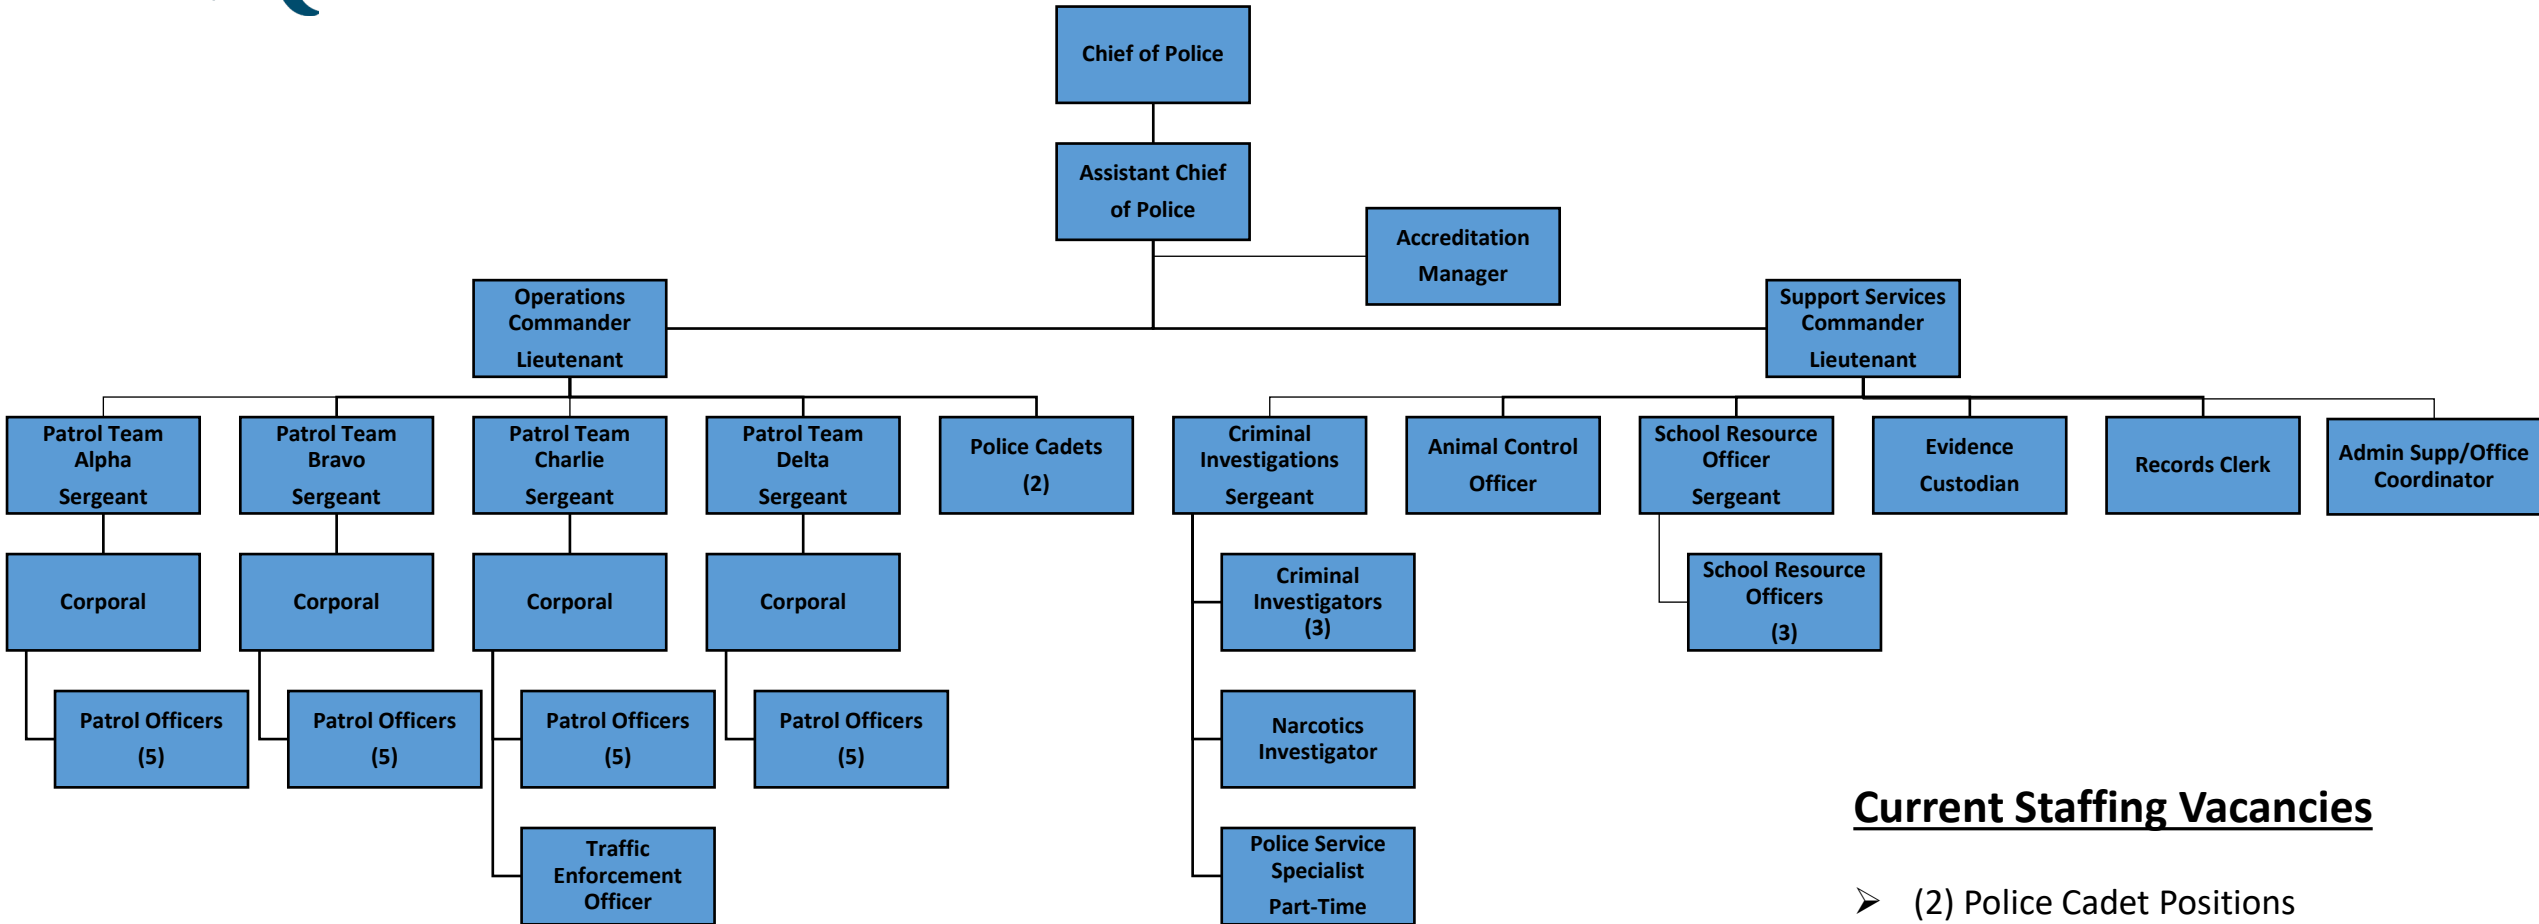 Chief of Police
Assistant Chief
of Police
Accreditation
Manager
Operations
Commander
Lieutenant
Support Services
Commander
Lieutenant
Patrol Team
Alpha
Sergeant
Patrol Team
Bravo
Sergeant
Patrol Team
Charlie
Sergeant
Patrol Team
Delta
Sergeant
Police Cadets
(2)
Criminal
Investigations
Sergeant
Animal Control
Officer
School Resource
Officer
Sergeant
Evidence
Custodian
Records Clerk
Admin Supp/Office
Coordinator
Corporal
Corporal
Corporal
Corporal
Criminal
Investigators
(3)
School Resource
Officers
(3)
Patrol Officers
(5)
Patrol Officers
(5)
Patrol Officers
(5)
Patrol Officers
(5)
Narcotics
Investigator
Traffic
Enforcement
Officer
Police Service
Specialist
Part-Time
Current Staffing Vacancies
➢ (2) Police Cadet Positions